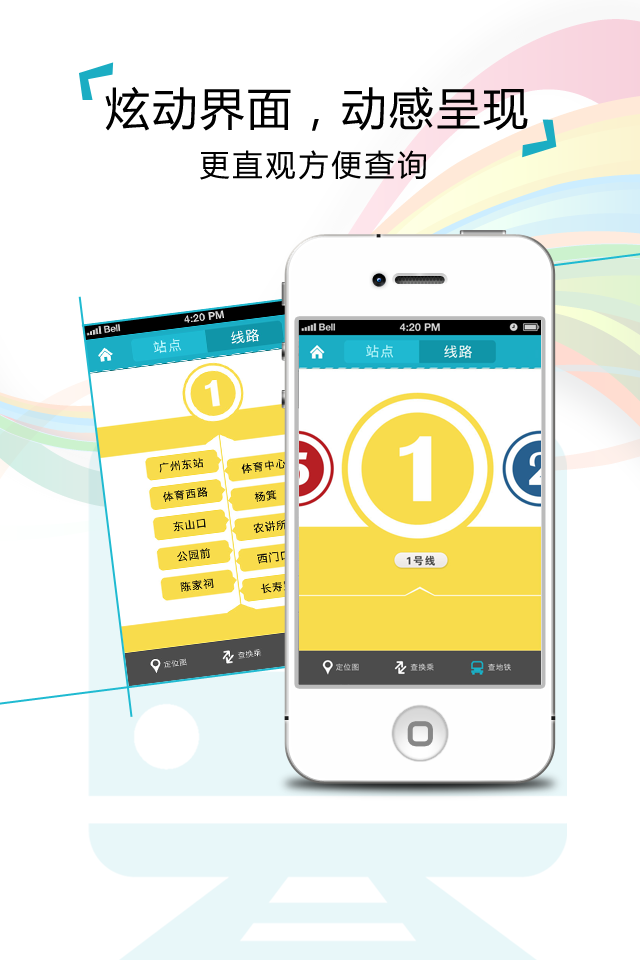 炫动界面，动感呈现
更直观方便查询
Bell 4:20 PM
站点 线路
1
广州东站 体育中心
体育西路 杨箕
东山口 农讲所
公园前 西门口
陈家祠 长寿
定位图 查换乘
Bell 4:20 PM
站点 线路
5 1 2
1号线
定位图 查换乘 查地铁